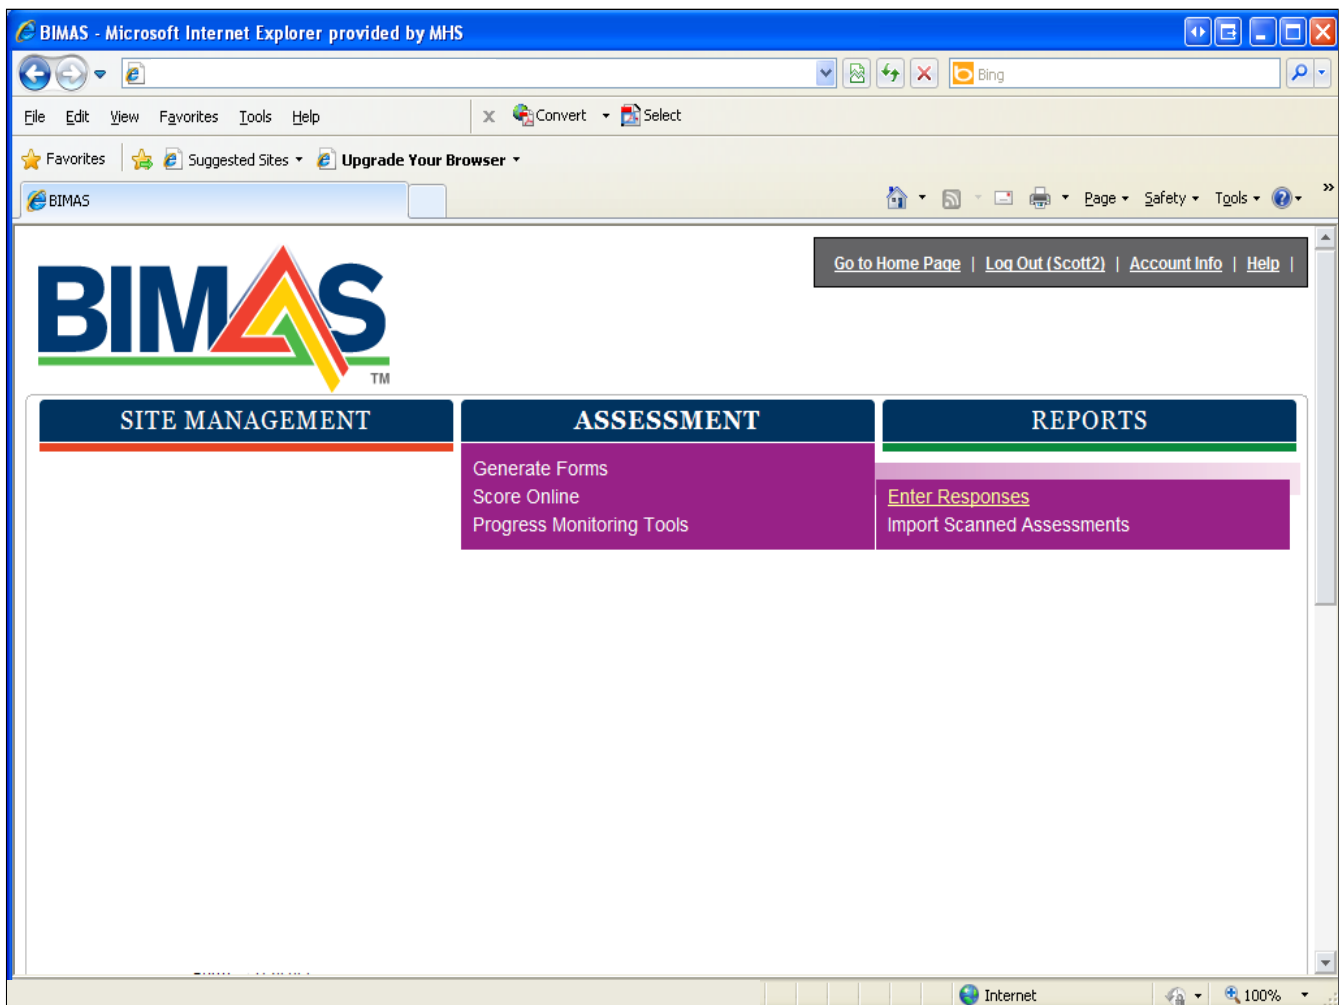 BIMAS - Microsoft Internet Explorer provided by MHS
Bing
File Edit View Favorites Tools Help
x Convert Select
Favorites Suggested Sites Upgrade Your Browser
BIMAS
Page Safety Tools
Go to Home Page | Log Out (Scott2) | Account Info | Help |
BIMAS TM
SITE MANAGEMENT
ASSESSMENT
REPORTS
Generate Forms
Score Online
Progress Monitoring Tools
Enter Responses
Import Scanned Assessments
Internet
100%